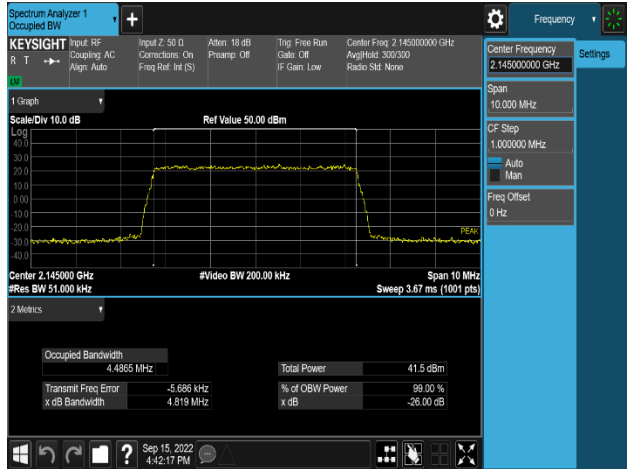 Spectrum Analyzer 1
Occupied BW
+
Frequency
KEYSIGHT
R T
Input: RF
Coupling: AC
Align: Auto
Input Z: 50 Ω
Corrections: On
Freq Ref: Int (S)
Atten: 18 dB
Preamp: Off
Trig: Free Run
Gate: Off
IF Gain: Low
Center Freq: 2.145000000 GHz
Avg|Hold: 300/300
Radio Std: None
Center Frequency
2.145000000 GHz
Settings
Span
10.000 MHz
CF Step
1.000000 MHz
Auto
Man
Freq Offset
0 Hz
1 Graph
Scale/Div 10.0 dB
Ref Value 50.00 dBm
Log
40.0
30.0
20.0
10.0
0.00
-10.0
-20.0
-30.0
-40.0
PEAK
Center 2.145000 GHz
#Video BW 200.00 kHz
Span 10 MHz
#Res BW 51.000 kHz
Sweep 3.67 ms (1001 pts)
2 Metrics
Occupied Bandwidth
4.4865 MHz
Total Power 41.5 dBm
Transmit Freq Error -5.686 kHz
% of OBW Power 99.00 %
x dB Bandwidth 4.819 MHz
x dB -26.00 dB
?
Sep 15, 2022
4:42:17 PM